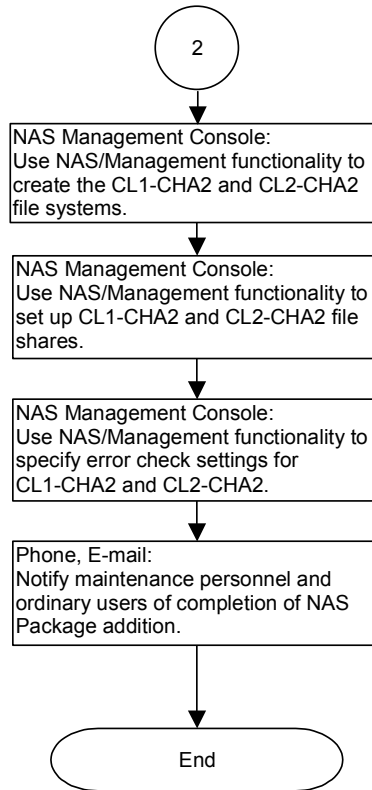 2
NAS Management Console:
Use NAS/Management functionality to
create the CL1-CHA2 and CL2-CHA2
file systems.
NAS Management Console:
Use NAS/Management functionality to
set up CL1-CHA2 and CL2-CHA2 file
shares.
NAS Management Console:
Use NAS/Management functionality to
specify error check settings for
CL1-CHA2 and CL2-CHA2.
Phone, E-mail:
Notify maintenance personnel and
ordinary users of completion of NAS
Package addition.
End